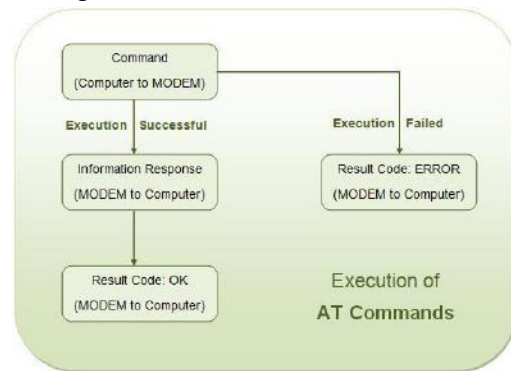 Command
(Computer to MODEM)
Execution Successful
Execution Failed
Information Response
(MODEM to Computer)
Result Code: ERROR
(MODEM to Computer)
Result Code: OK
(MODEM to Computer)
Execution of
AT Commands